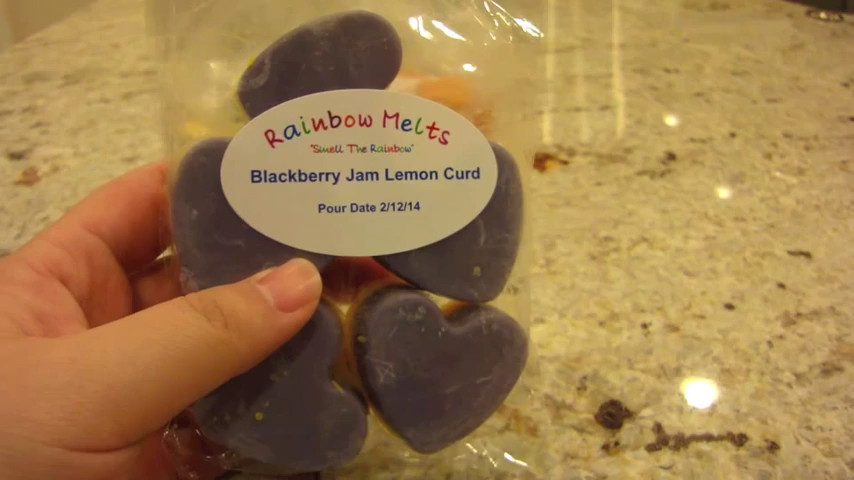 Rainbow Melts
"Smell The Rainbow"
Blackberry Jam Lemon Curd
Pour Date 2/12/14